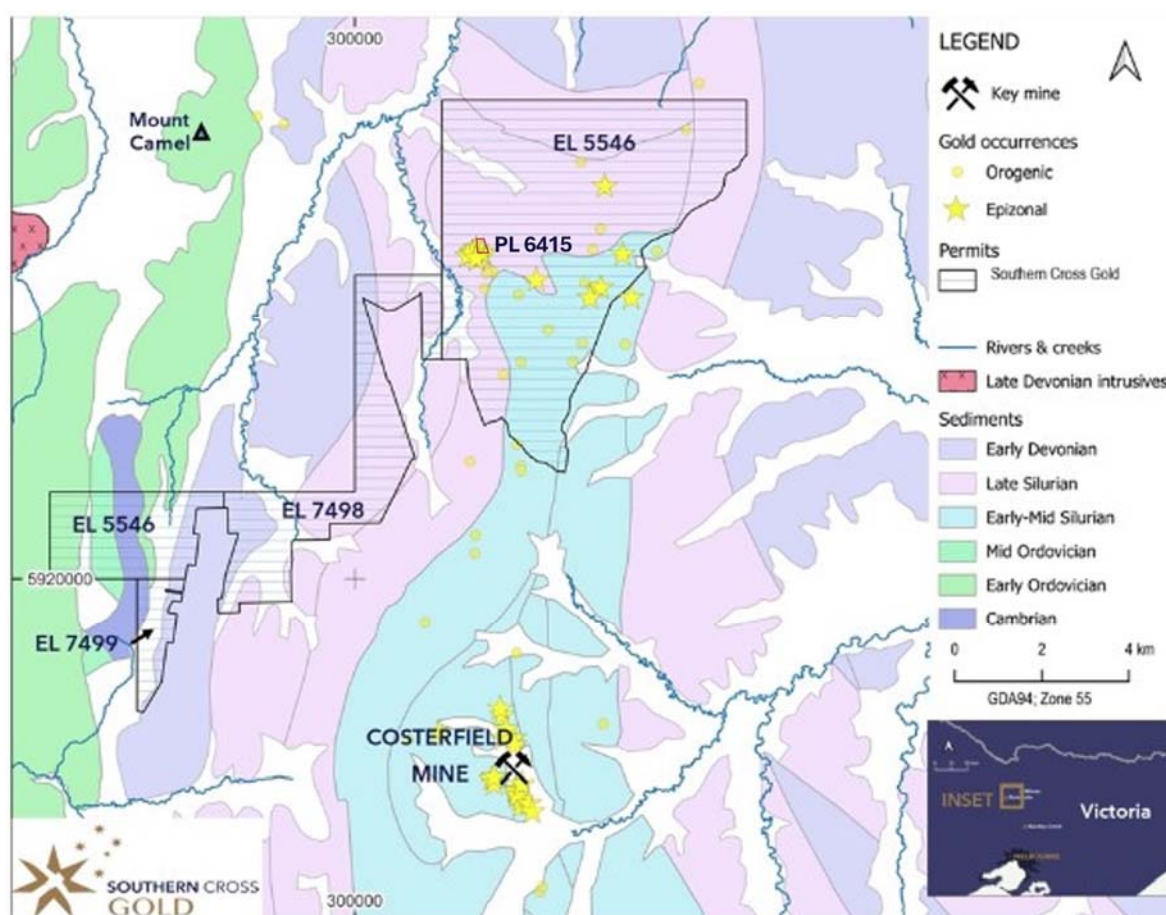 300000
Mount
Camel
EL 5546
PL 6415
EL 5546
EL 7498
5920000
EL 7499
COSTERFIELD
MINE
300000
SOUTHERN CROSS
GOLD
LEGEND
Key mine
Gold occurrences
Orogenic
Epizonal
Permits
Southern Cross Gold
Rivers & creeks
Late Devonian intrusives
Sediments
Early Devonian
Late Silurian
Early-Mid Silurian
Mid Ordovician
Early Ordovician
Cambrian
0 2 4 km
GDA94; Zone 55
INSET
Victoria